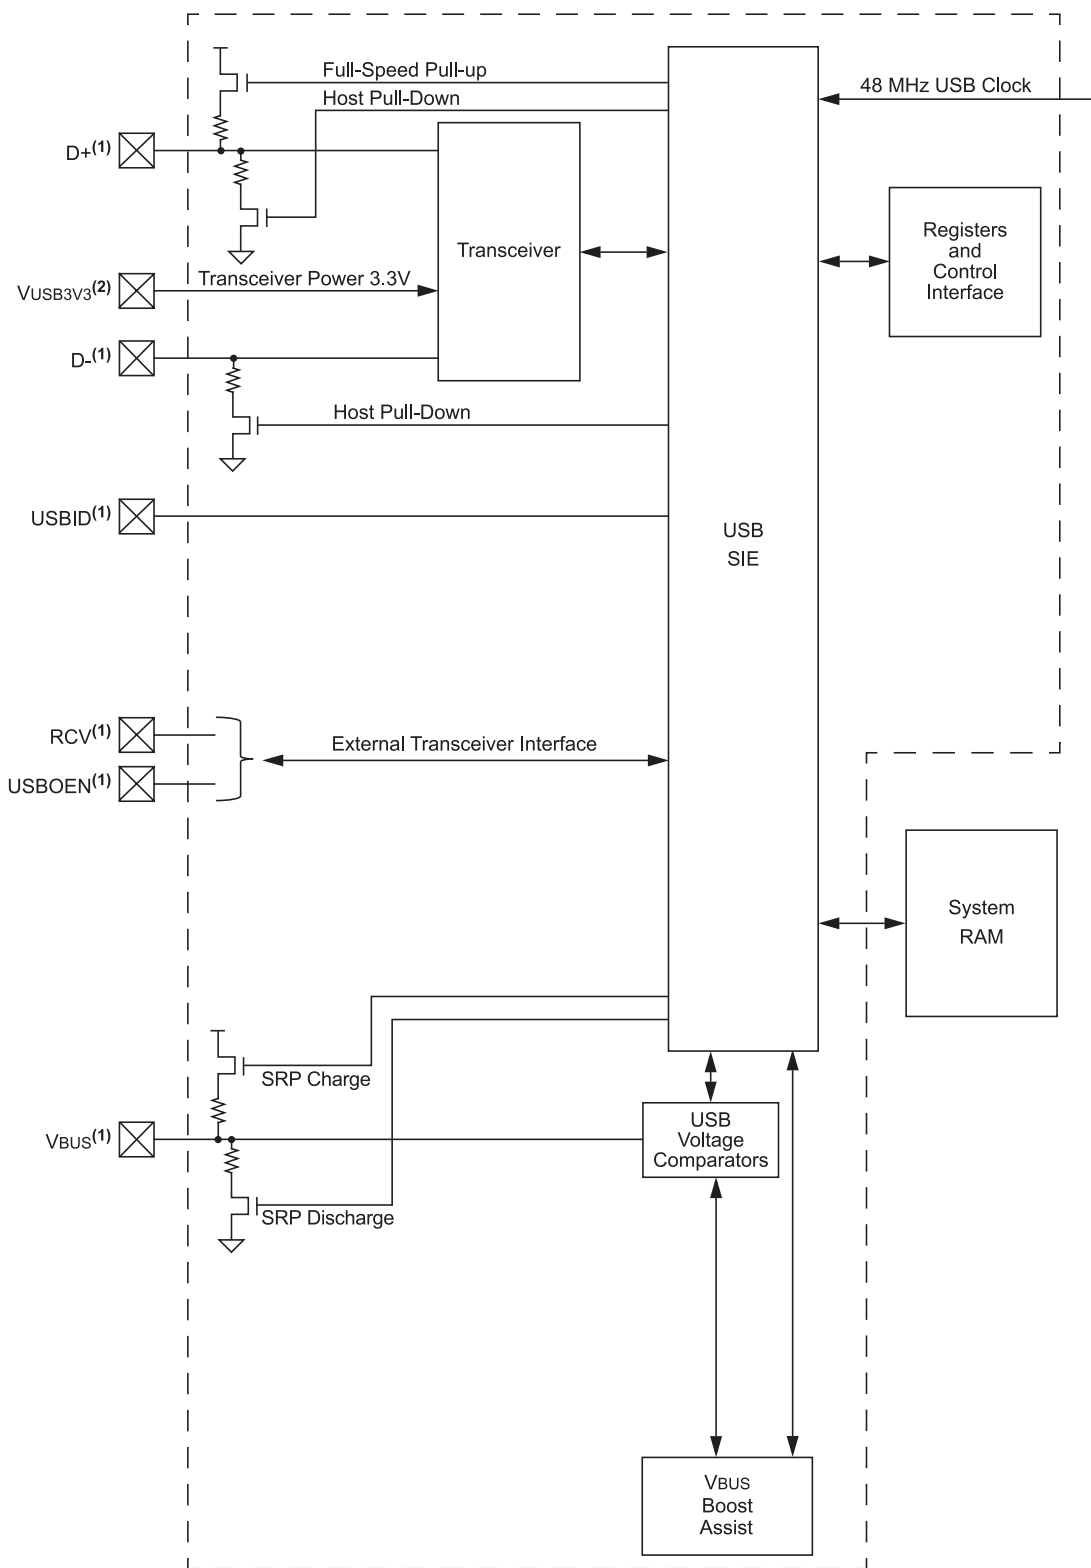 Full-Speed Pull-up
48 MHz USB Clock
Host Pull-Down
D+(1)
Transceiver
Registers
and
Control
Interface
VUSB3V3(2)
Transceiver Power 3.3V
D-(1)
Host Pull-Down
USBID(1)
USB
SIE
RCV(1)
External Transceiver Interface
USBOEN(1)
System
RAM
SRP Charge
VBUS(1)
USB
Voltage
Comparators
SRP Discharge
VBUS
Boost
Assist